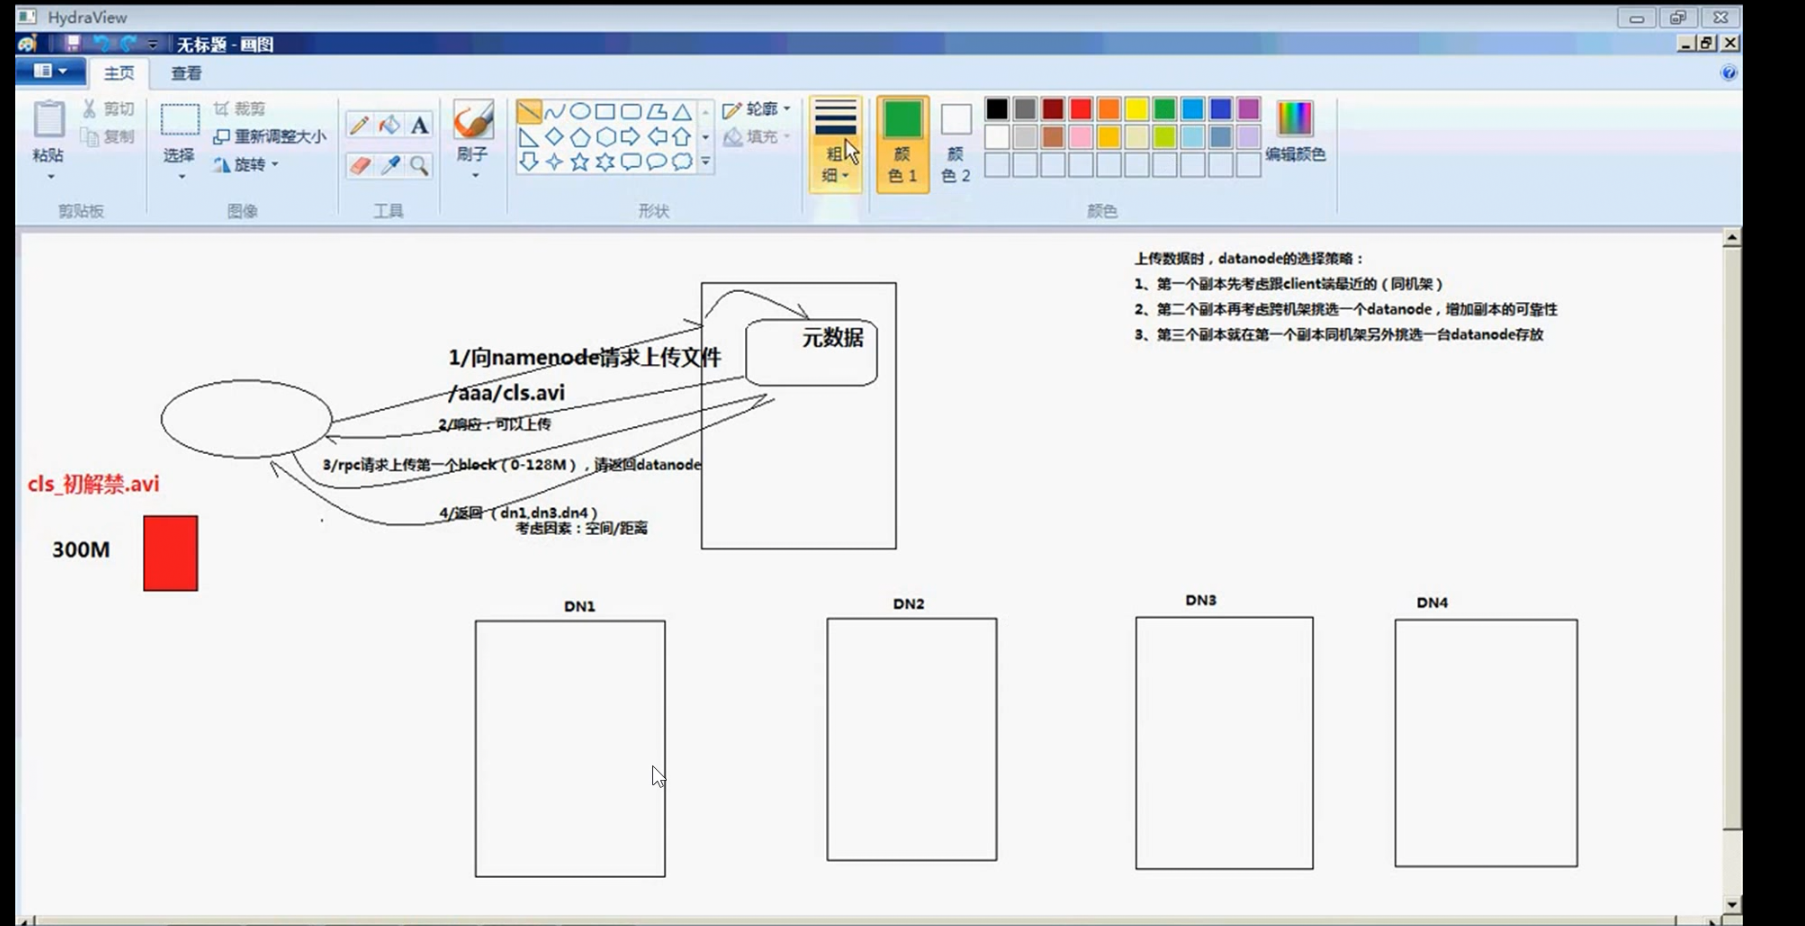 HydraView
无标题 - 画图
主页
查看
粘贴
剪切
复制
剪贴板
选择
裁剪
重新调整大小
旋转
图像
A
工具
刷子
形状
轮廓
填充
粗
细
颜
色 1
颜
色 2
编辑颜色
颜色
上传数据时，datanode的选择策略：
1、第一个副本先考虑跟client端最近的（同机架）
2、第二个副本再考虑跨机架挑选一个datanode，增加副本的可靠性
3、第三个副本就在第一个副本同机架另外挑选一台datanode存放
元数据
1/向namenode请求上传文件
/aaa/cls.avi
2/响应：可以上传
3/rpc请求上传第一个block（0-128M），请返回datanode
4/返回（dn1,dn3.dn4）
考虑因素：空间/距离
cls_初解禁.avi
300M
DN1
DN2
DN3
DN4